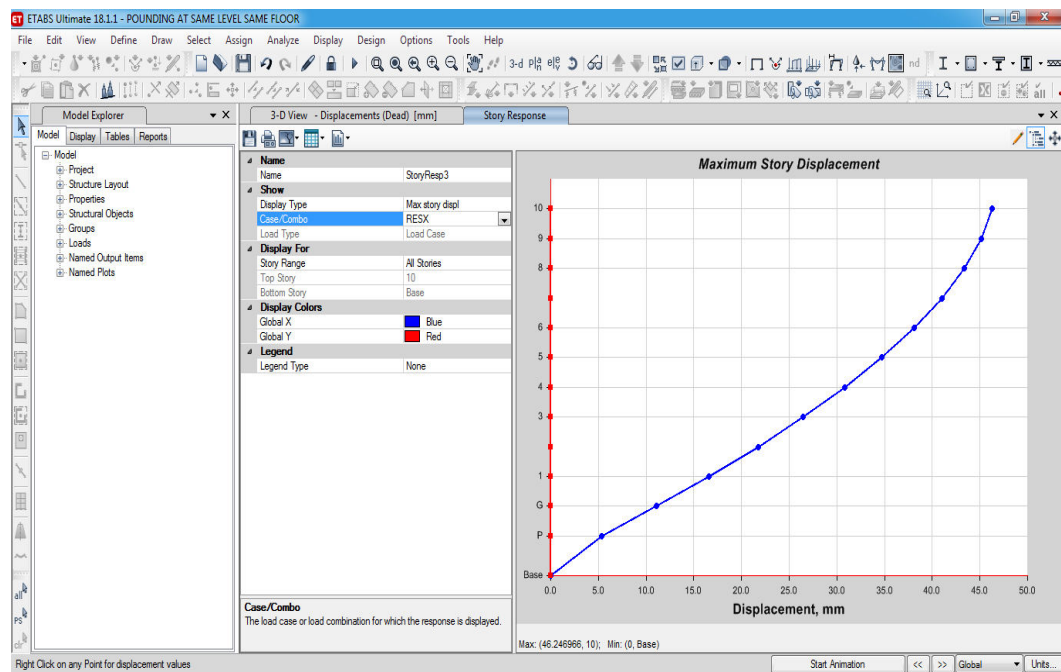 ET ETABS Ultimate 18.1.1 - POUNDING AT SAME LEVEL SAME FLOOR
File Edit View Define Draw Select Assign Analyze Display Design Options Tools Help
3-d nd
Model Explorer
Model Display Tables Reports
Model
Project
Structure Layout
Properties
Structural Objects
Groups
Loads
Named Output Items
Named Plots
all
PS
clr
3-D View - Displacements (Dead) [mm] Story Response
Name
Name StoryResp3
Show
Display Type Max story displ
Case/Combo RESX
Load Type Load Case
Display For
Story Range All Stories
Top Story 10
Bottom Story Base
Display Colors
Global X Blue
Global Y Red
Legend
Legend Type None
Case/Combo
The load case or load combination for which the response is displayed.
Maximum Story Displacement
10
9
8
6
5
4
3
1
G
P
Base
0.0 5.0 10.0 15.0 20.0 25.0 30.0 35.0 40.0 45.0 50.0
Displacement, mm
Max: (46.246966, 10); Min: (0, Base)
Right Click on any Point for displacement values Start Animation << >> Global Units...